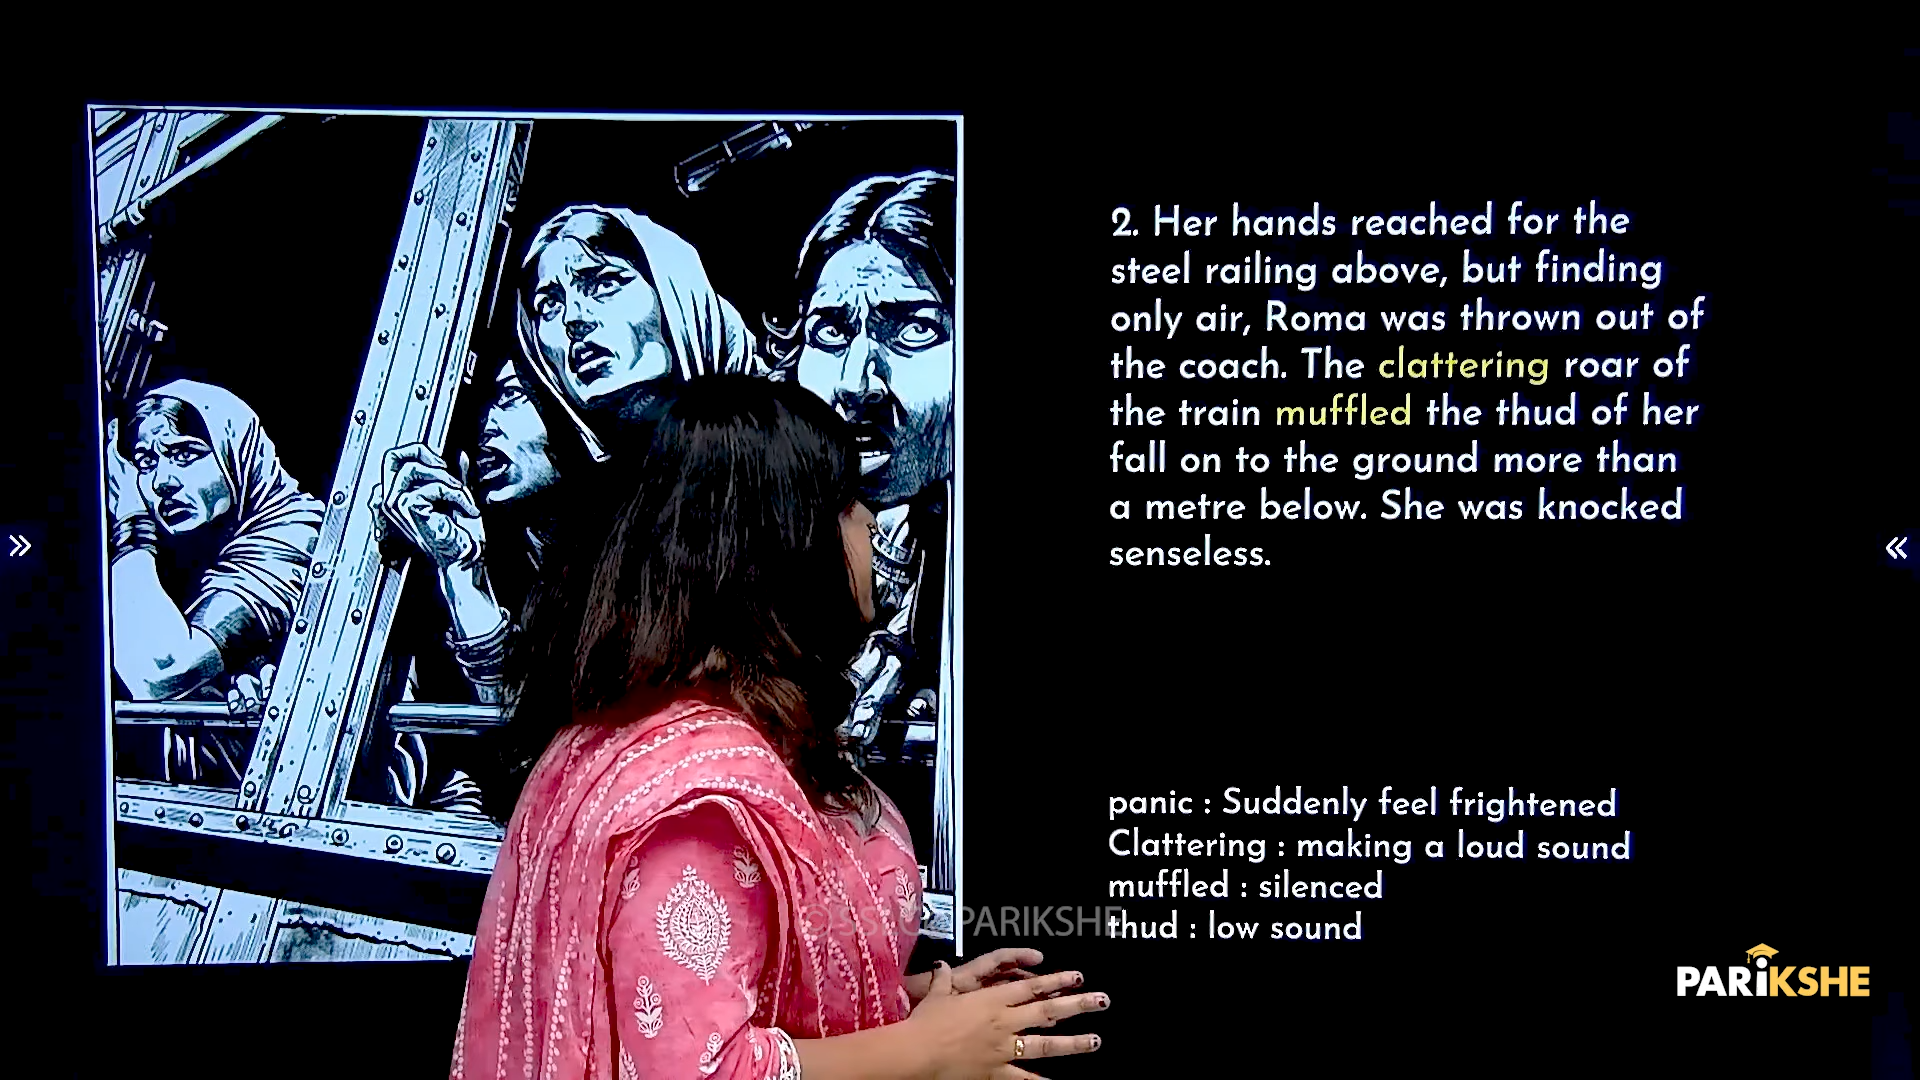 2. Her hands reached for the
steel railing above, but finding
only air, Roma was thrown out of
the coach. The clattering roar of
the train muffled the thud of her
fall on to the ground more than
a metre below. She was knocked
senseless.
panic : Suddenly feel frightened
Clattering : making a loud sound
muffled : silenced
thud : low sound
PARIKSHE
PARIKSHE